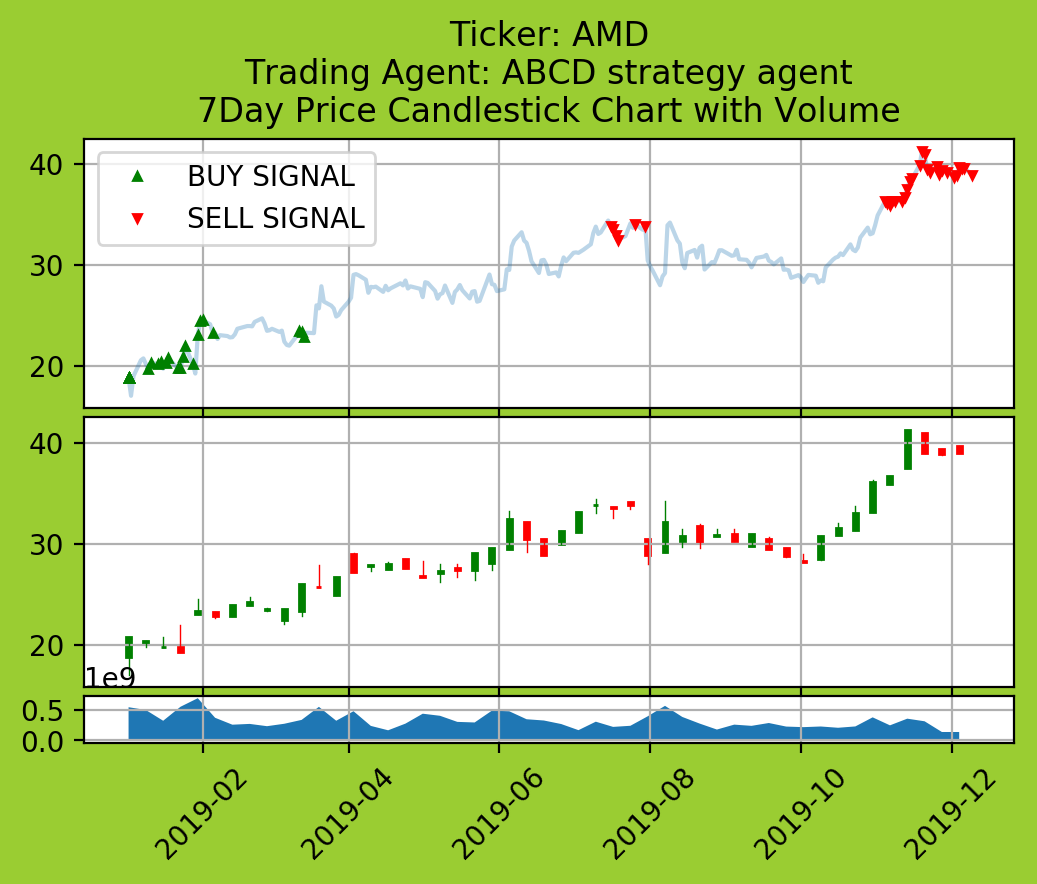 Ticker: AMD
Trading Agent: ABCD strategy agent
7Day Price Candlestick Chart with Volume
40
30
20
BUY SIGNAL
SELL SIGNAL
40
30
20
1e9
0.5
0.0
2019-02
2019-04
2019-06
2019-08
2019-10
2019-12